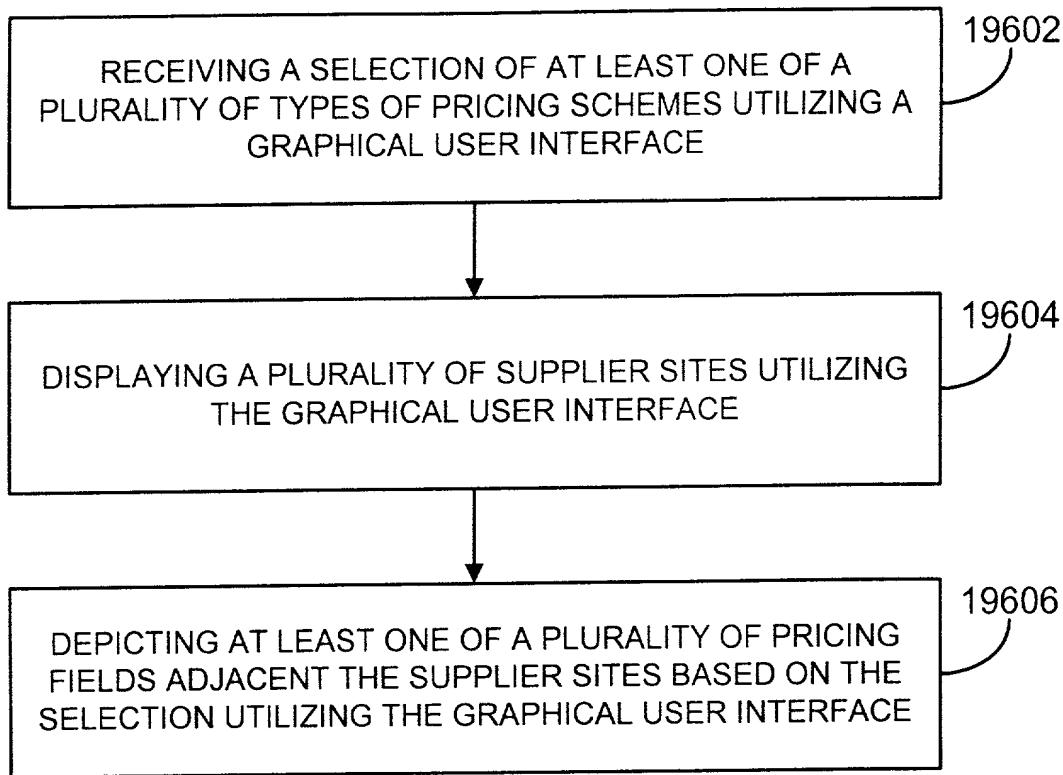 19602
RECEIVING A SELECTION OF AT LEAST ONE OF A
PLURALITY OF TYPES OF PRICING SCHEMES UTILIZING A
GRAPHICAL USER INTERFACE
19604
DISPLAYING A PLURALITY OF SUPPLIER SITES UTILIZING
THE GRAPHICAL USER INTERFACE
19606
DEPICTING AT LEAST ONE OF A PLURALITY OF PRICING
FIELDS ADJACENT THE SUPPLIER SITES BASED ON THE
SELECTION UTILIZING THE GRAPHICAL USER INTERFACE